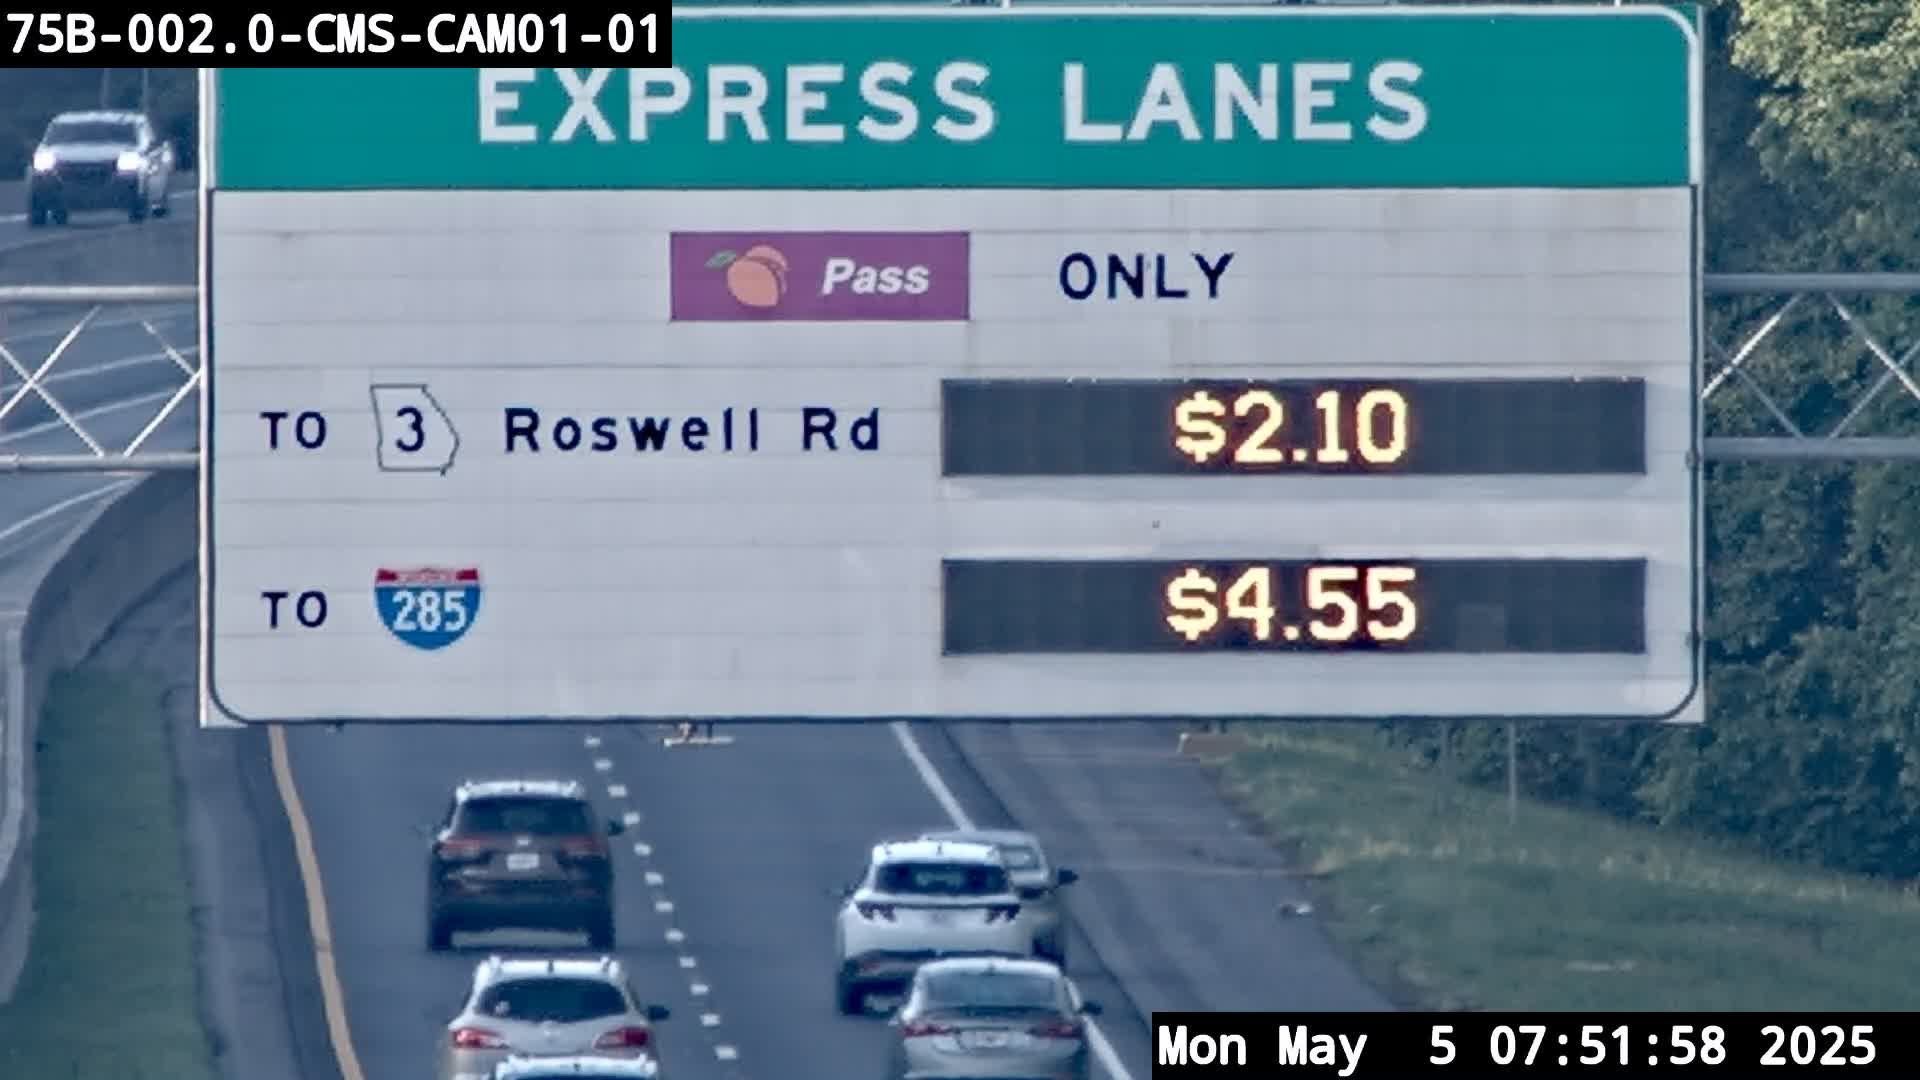 75B-002.0-CMS-CAM01-01
EXPRESS LANES
Pass ONLY
TO 3 Roswell Rd $2.10
TO 285 $4.55
Mon May 5 07:51:58 2025